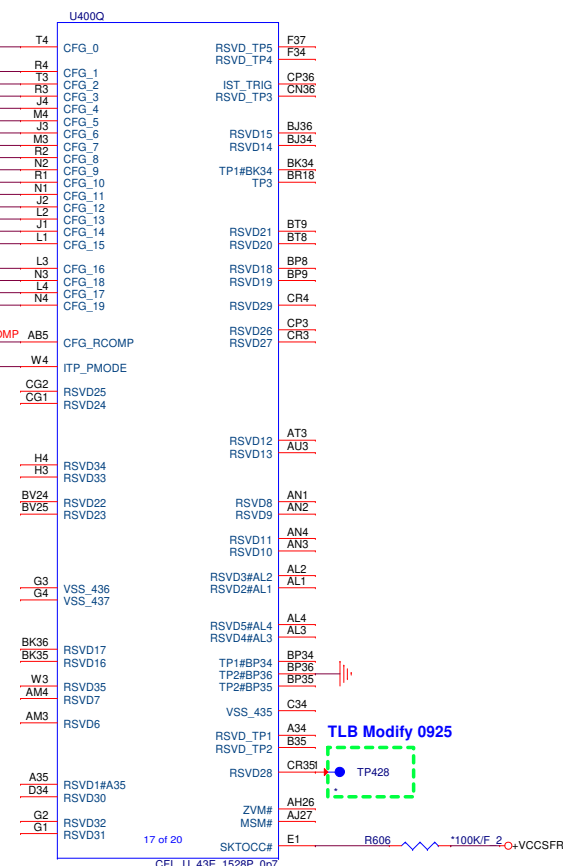 U400Q
T4 CFG_0
R4 CFG_1
T3 CFG_2
R3 CFG_3
J4 CFG_4
M4 CFG_5
J3 CFG_6
M3 CFG_7
R2 CFG_8
N2 CFG_9
R1 CFG_10
N1 CFG_11
J2 CFG_12
L2 CFG_13
J1 CFG_14
L1 CFG_15
L3 CFG_16
N3 CFG_18
L4 CFG_17
N4 CFG_19
OMP AB5 CFG_RCOMP
W4 ITP_PMODE
CG2 RSVD25
CG1 RSVD24
H4 RSVD34
H3 RSVD33
BV24 RSVD22
BV25 RSVD23
G3 VSS_436
G4 VSS_437
BK36 RSVD17
BK35 RSVD16
W3 RSVD35
AM4 RSVD7
AM3 RSVD6
A35 RSVD1#A35
D34 RSVD30
G2 RSVD32
G1 RSVD31
RSVD_TP5 F37
RSVD_TP4 F34
IST_TRIG CP36
RSVD_TP3 CN36
RSVD15 BJ36
RSVD14 BJ34
TP1#BK34 BK34
TP3 BR18
RSVD21 BT9
RSVD20 BT8
RSVD18 BP8
RSVD19 BP9
RSVD29 CR4
RSVD26 CP3
RSVD27 CR3
RSVD12 AT3
RSVD13 AU3
RSVD8 AN1
RSVD9 AN2
RSVD11 AN4
RSVD10 AN3
RSVD3#AL2 AL2
RSVD2#AL1 AL1
RSVD5#AL4 AL4
RSVD4#AL3 AL3
TP1#BP34 BP34
TP2#BP36 BP36
TP2#BP35 BP35
VSS_435 C34
RSVD_TP1 A34
RSVD_TP2 B35
TLB Modify 0925
RSVD28 CR35 1 TP428
*
ZVM# AH26
MSM# AJ27
17 of 20
SKTOCC# E1 R606 *100K/F_2 +VCCSFR
CFL_U_43E_1528P_0p7